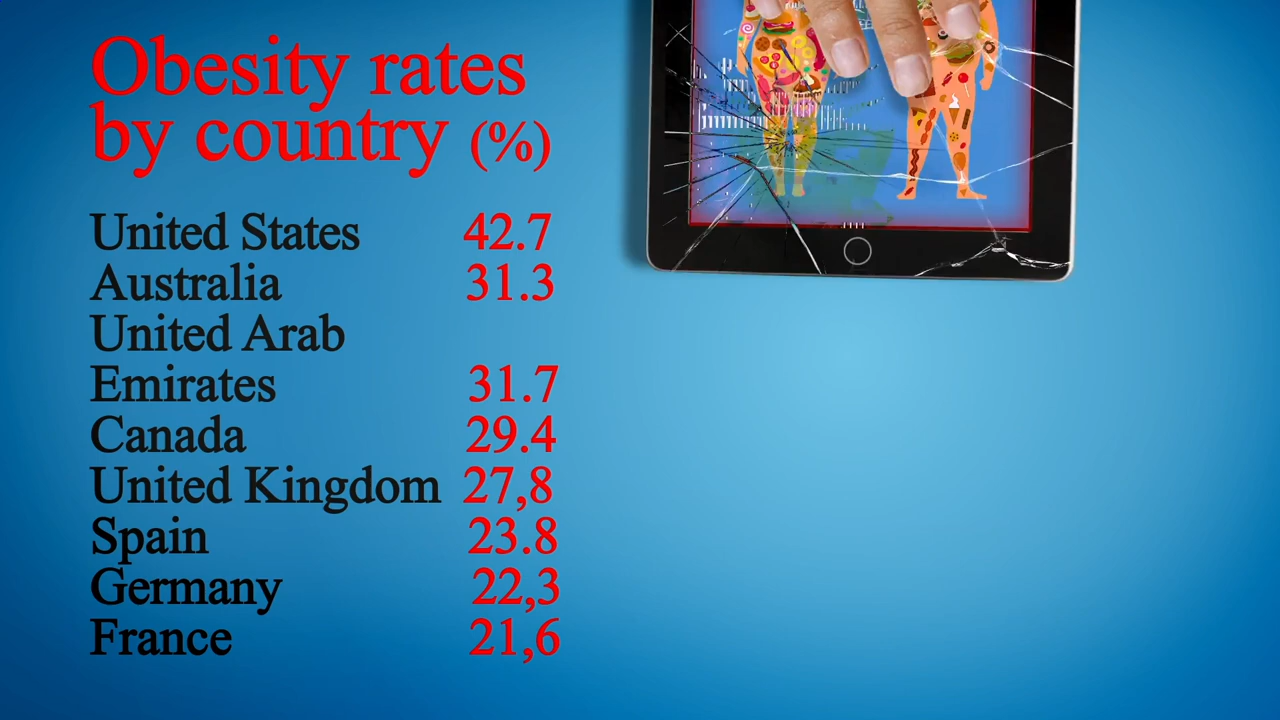 Obesity rates
by country (%)
United States 42.7
Australia 31.3
United Arab
Emirates 31.7
Canada 29.4
United Kingdom 27,8
Spain 23.8
Germany 22,3
France 21,6